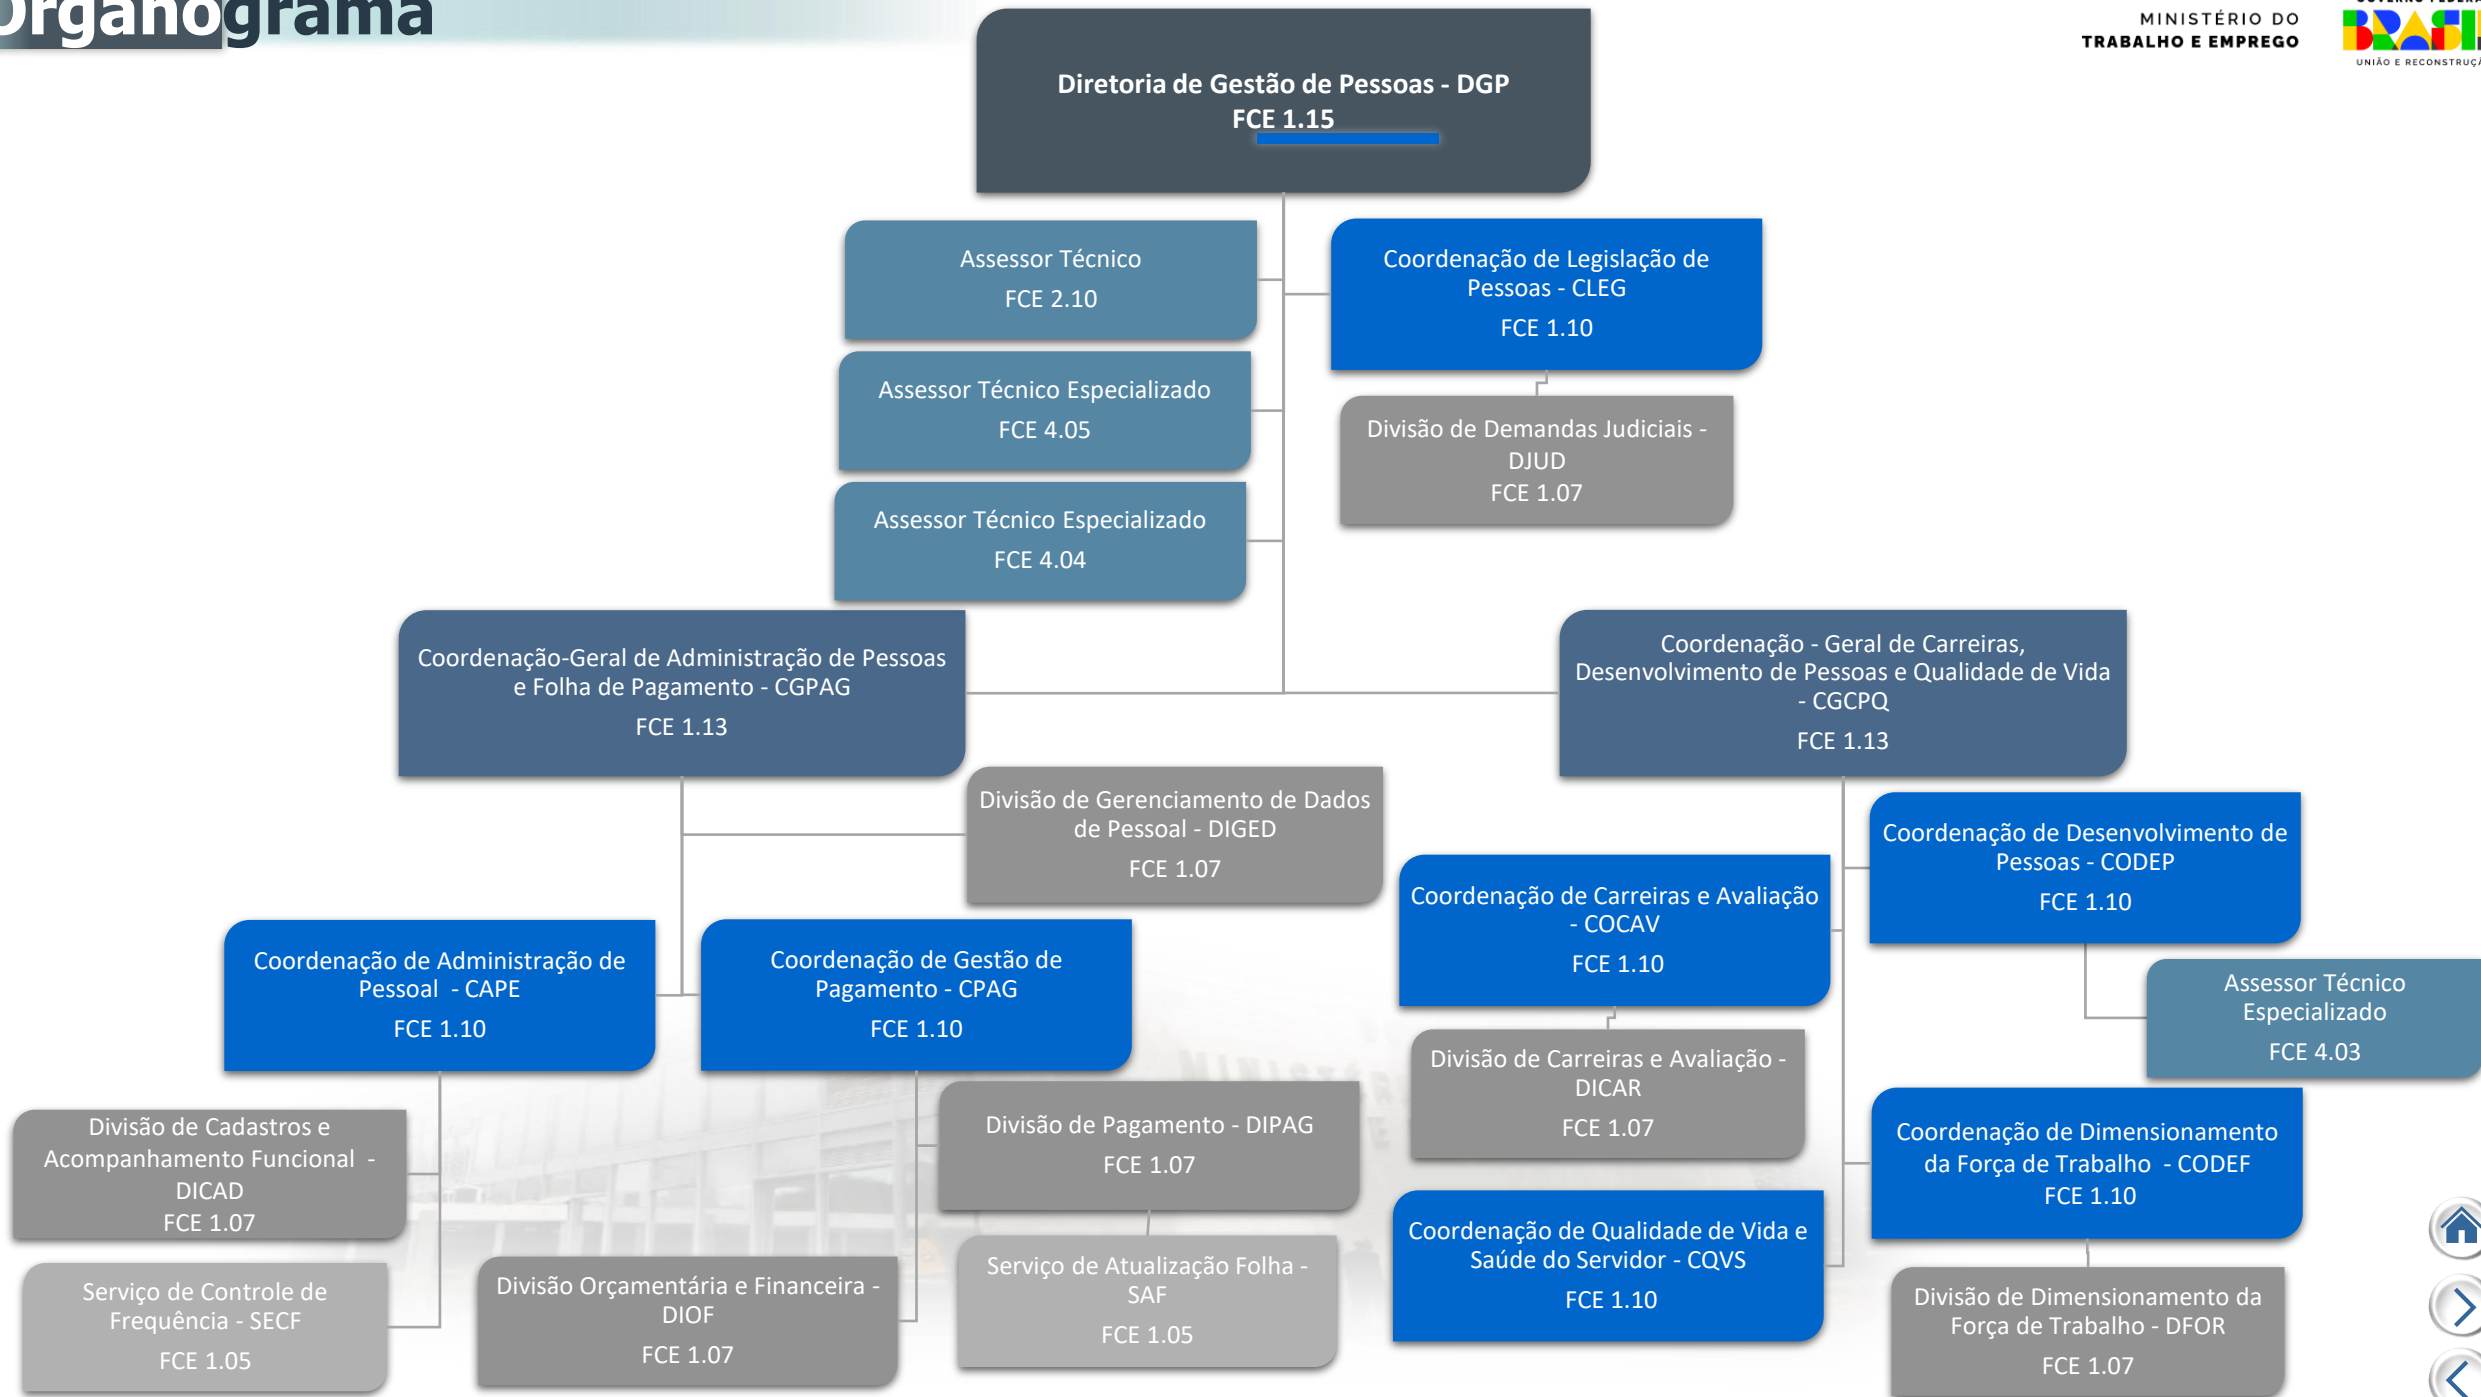 Organograma
MINISTÉRIO DO
TRABALHO E EMPREGO
GOVERNO FEDERAL
BRASIL
UNIÃO E RECONSTRUÇÃO
Diretoria de Gestão de Pessoas - DGP
FCE 1.15
Assessor Técnico
FCE 2.10
Coordenação de Legislação de
Pessoas - CLEG
FCE 1.10
Assessor Técnico Especializado
FCE 4.05
Divisão de Demandas Judiciais -
DJUD
FCE 1.07
Assessor Técnico Especializado
FCE 4.04
Coordenação-Geral de Administração de Pessoas
e Folha de Pagamento - CGPAG
FCE 1.13
Coordenação - Geral de Carreiras,
Desenvolvimento de Pessoas e Qualidade de Vida
- CGCPQ
FCE 1.13
Divisão de Gerenciamento de Dados
de Pessoal - DIGED
FCE 1.07
Coordenação de Desenvolvimento de
Pessoas - CODEP
FCE 1.10
Coordenação de Carreiras e Avaliação
- COCAV
FCE 1.10
Coordenação de Administração de
Pessoal  - CAPE
FCE 1.10
Coordenação de Gestão de
Pagamento - CPAG
FCE 1.10
Assessor Técnico
Especializado
FCE 4.03
Divisão de Carreiras e Avaliação -
DICAR
FCE 1.07
Divisão de Cadastros e
Acompanhamento Funcional  -
DICAD
FCE 1.07
Divisão de Pagamento - DIPAG
FCE 1.07
Coordenação de Dimensionamento
da Força de Trabalho  - CODEF
FCE 1.10
Coordenação de Qualidade de Vida e
Saúde do Servidor - CQVS
FCE 1.10
Serviço de Controle de
Frequência - SECF
FCE 1.05
Divisão Orçamentária e Financeira -
DIOF
FCE 1.07
Serviço de Atualização Folha -
SAF
FCE 1.05
Divisão de Dimensionamento da
Força de Trabalho - DFOR
FCE 1.07